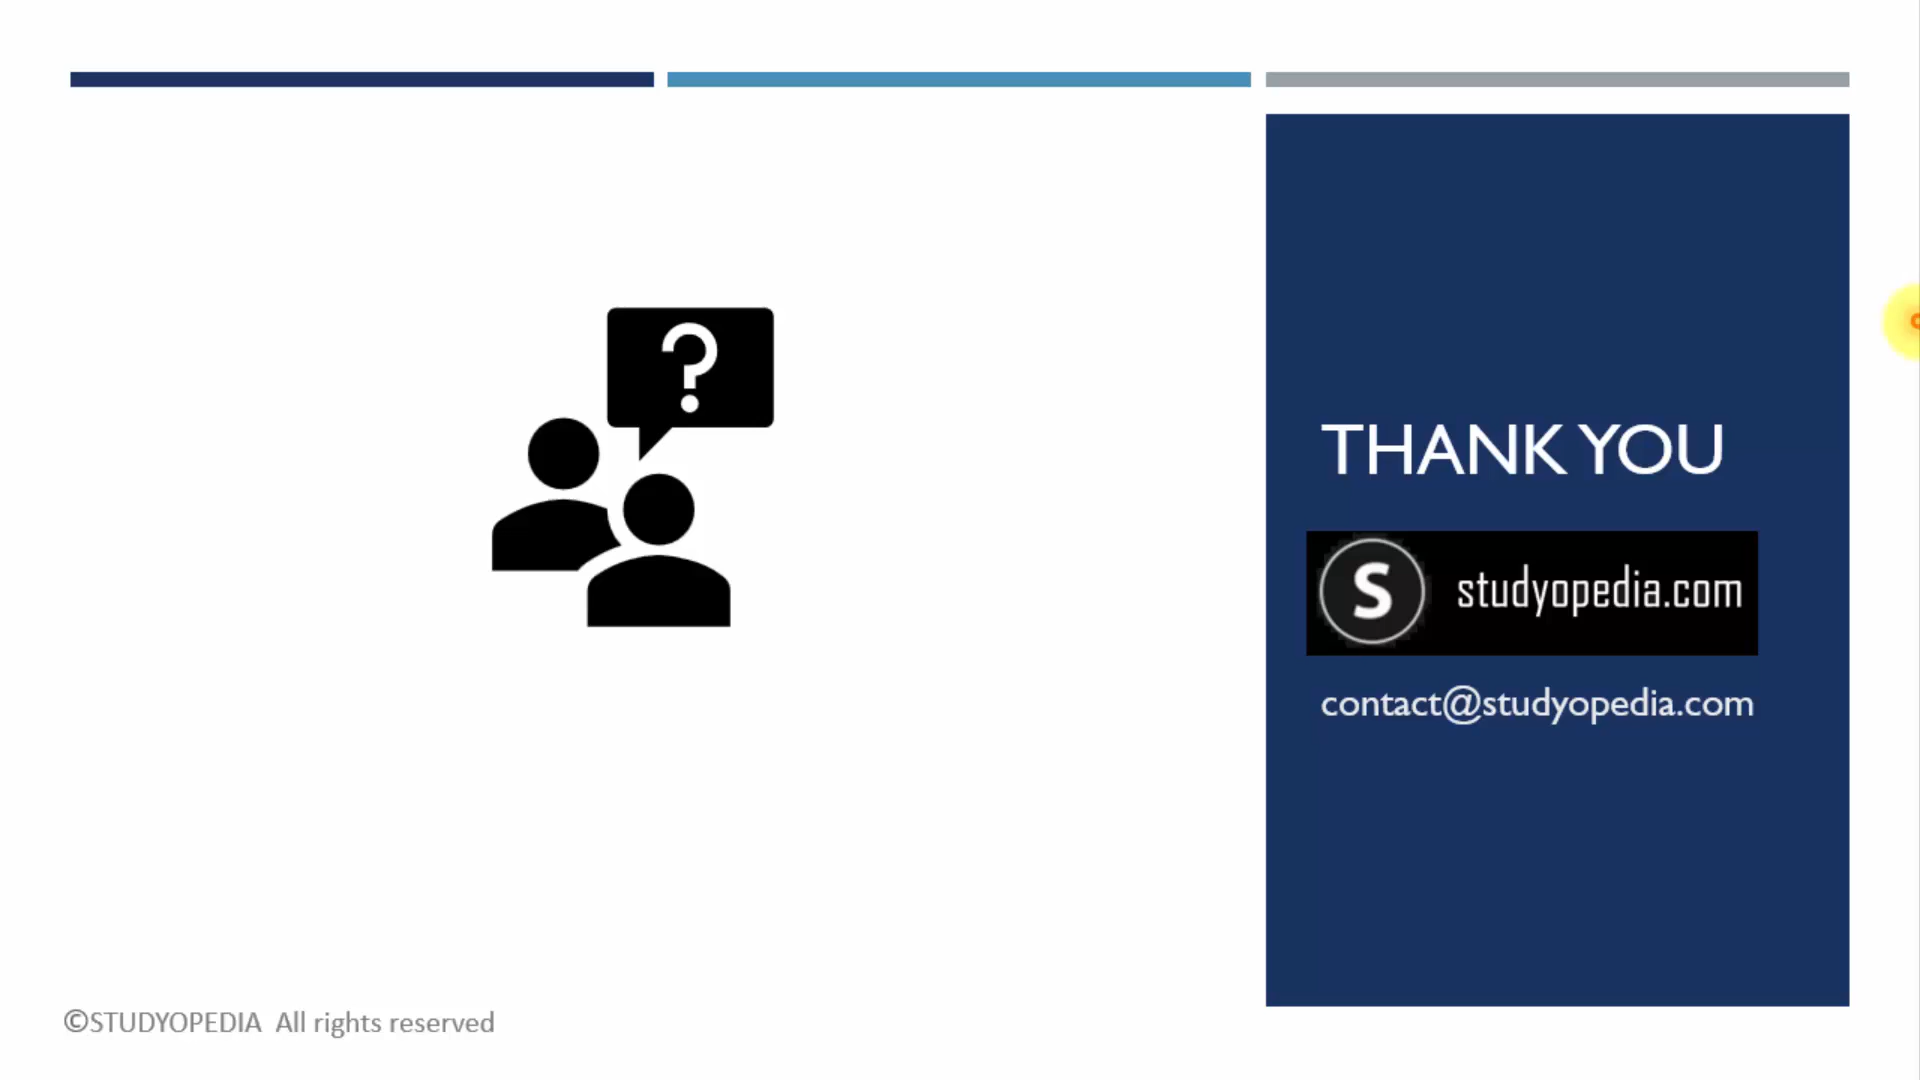 ?
THANK YOU
S studyopedia.com
contact@studyopedia.com
©STUDYOPEDIA All rights reserved